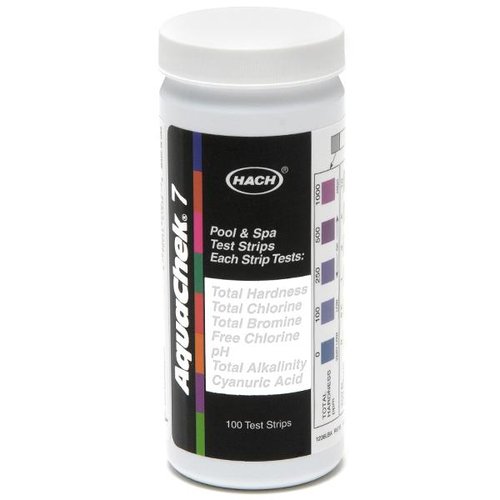 AquaChek® 7
HACH®
Pool & Spa
Test Strips
Each Strip Tests:
Total Hardness
Total Chlorine
Total Bromine
Free Chlorine
pH
Total Alkalinity
Cyanuric Acid
100 Test Strips
1000
500
250
100
0
TOTAL
HARDNESS